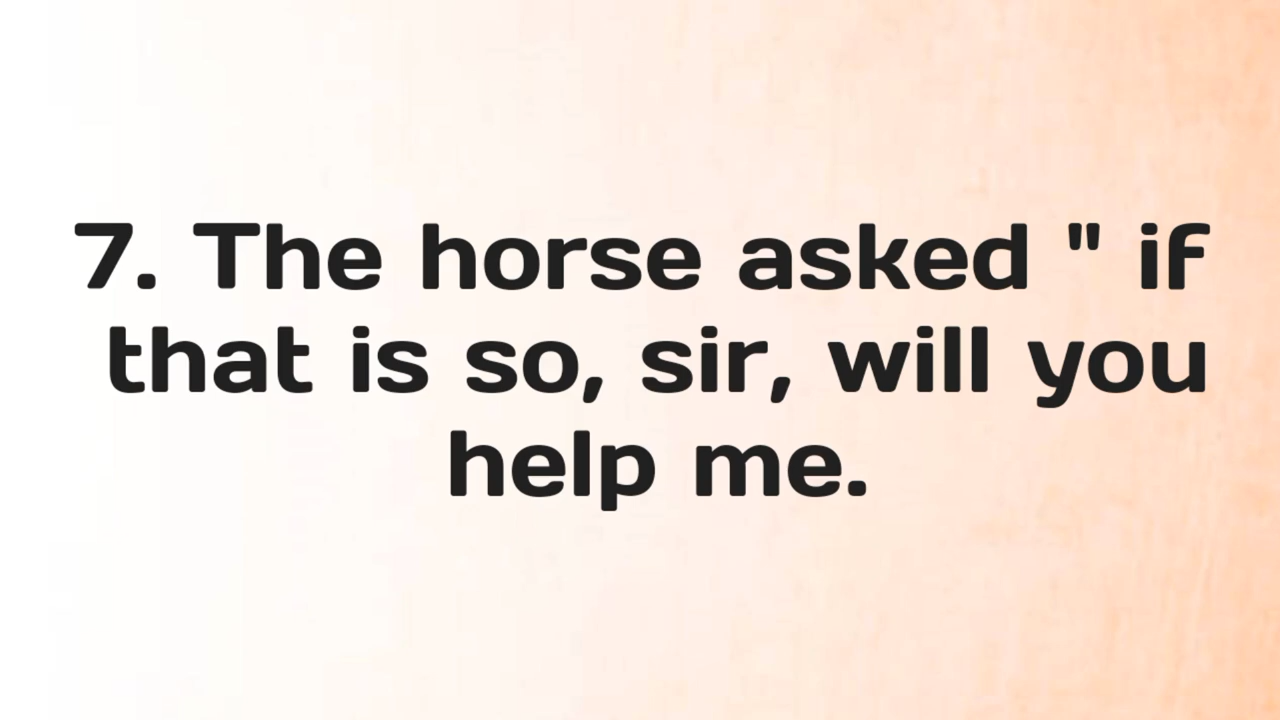 7. The horse asked " if
that is so, sir, will you
help me.